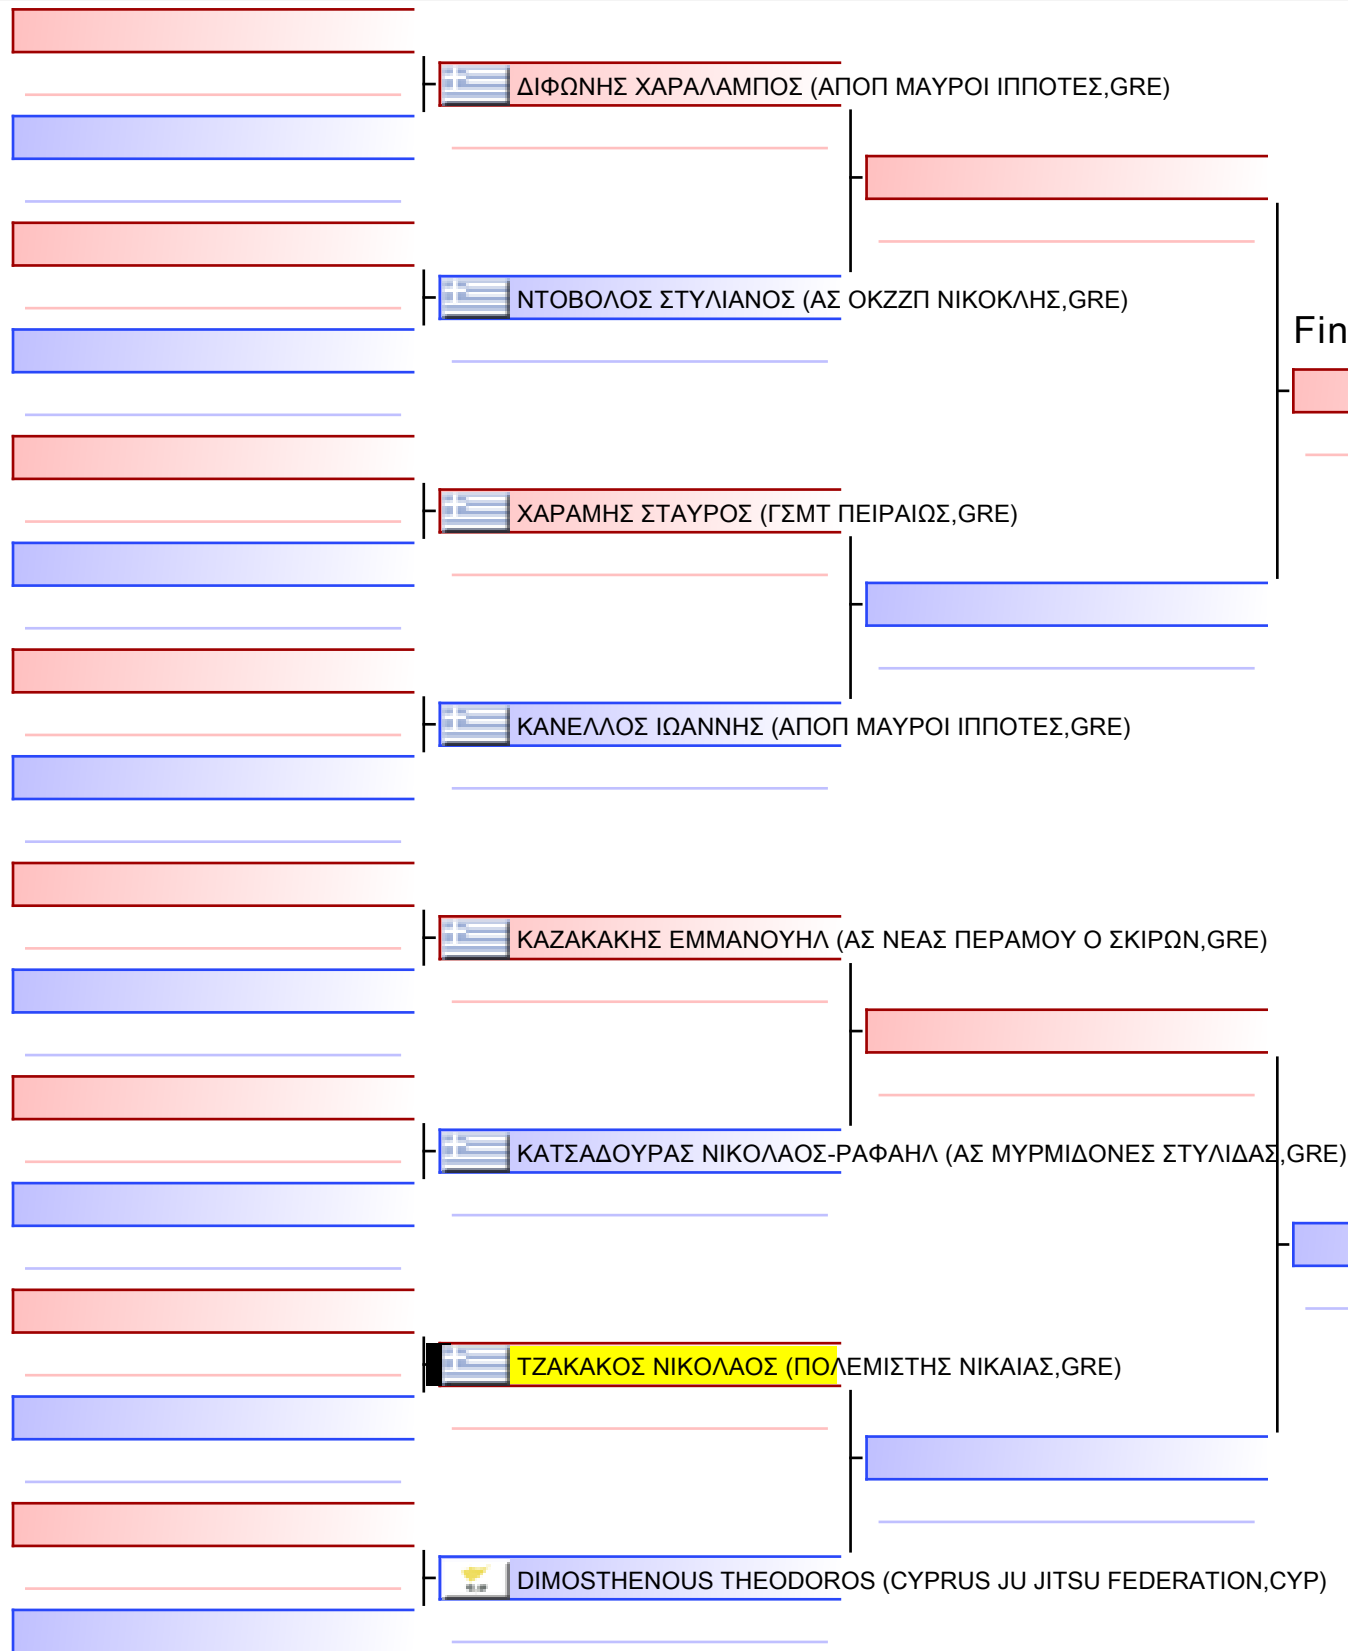 ΔΙΦΩΝΗΣ ΧΑΡΑΛΑΜΠΟΣ (ΑΠΟΠ ΜΑΥΡΟΙ ΙΠΠΟΤΕΣ,GRE)
ΝΤΟΒΟΛΟΣ ΣΤΥΛΙΑΝΟΣ (ΑΣ ΟΚΖΖΠ ΝΙΚΟΚΛΗΣ,GRE)
Fin
ΧΑΡΑΜΗΣ ΣΤΑΥΡΟΣ (ΓΣΜΤ ΠΕΙΡΑΙΩΣ,GRE)
ΚΑΝΕΛΛΟΣ ΙΩΑΝΝΗΣ (ΑΠΟΠ ΜΑΥΡΟΙ ΙΠΠΟΤΕΣ,GRE)
ΚΑΖΑΚΑΚΗΣ ΕΜΜΑΝΟΥΗΛ (ΑΣ ΝΕΑΣ ΠΕΡΑΜΟΥ Ο ΣΚΙΡΩΝ,GRE)
ΚΑΤΣΑΔΟΥΡΑΣ ΝΙΚΟΛΑΟΣ-ΡΑΦΑΗΛ (ΑΣ ΜΥΡΜΙΔΟΝΕΣ ΣΤΥΛΙΔΑΣ,GRE)
ΤΖΑΚΑΚΟΣ ΝΙΚΟΛΑΟΣ (ΠΟΛΕΜΙΣΤΗΣ ΝΙΚΑΙΑΣ,GRE)
DIMOSTHENOUS THEODOROS (CYPRUS JU JITSU FEDERATION,CYP)